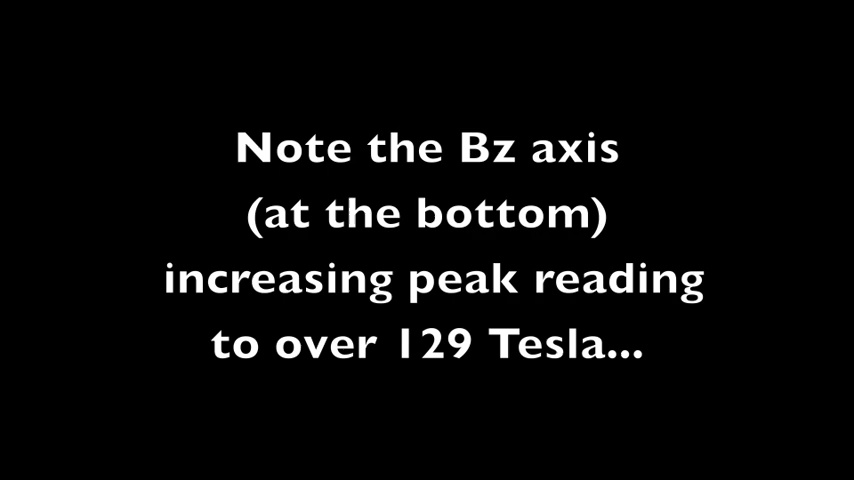 Note the Bz axis
(at the bottom)
increasing peak reading
to over 129 Tesla...